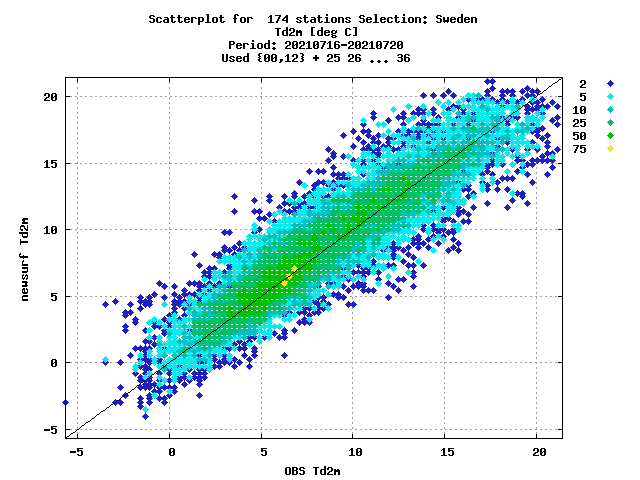 Scatterplot for  174 stations Selection: Sweden
Td2m [deg C]
Period: 20210716-20210720
Used {00,12} + 25 26 ... 36
newsurf Td2m
20
15
10
5
0
-5
-5 0 5 10 15 20
OBS Td2m
2
5
10
25
50
75